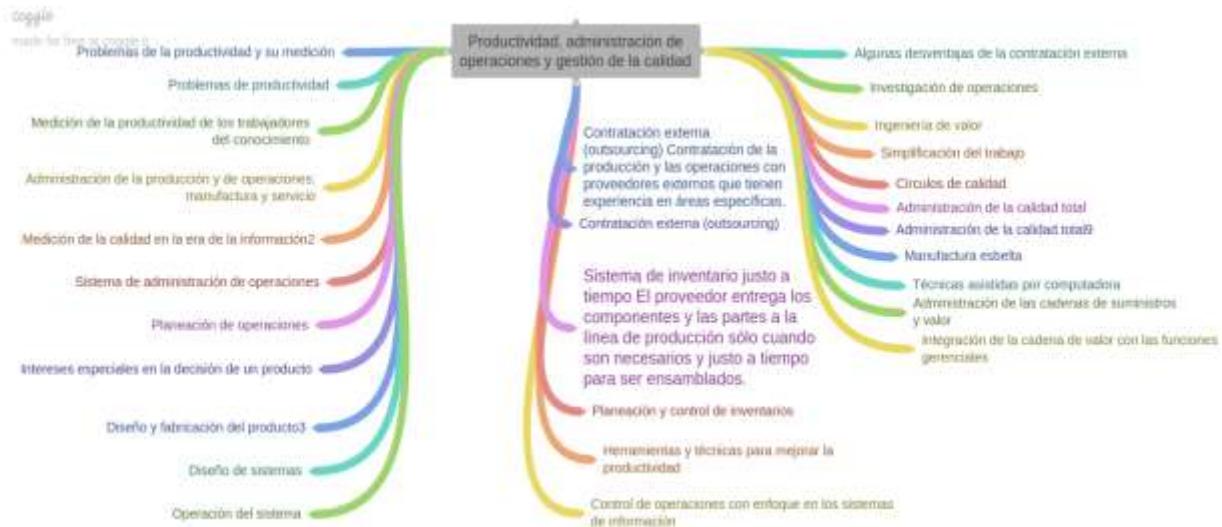 coggle
made for free at coggle.it
Productividad, administración de
operaciones y gestión de la calidad
Problemas de la productividad y su medición
Problemas de productividad
Medición de la productividad de los trabajadores
del conocimiento
Administración de la producción y de operaciones,
manufactura y servicio
Medición de la calidad en la era de la información2
Sistema de administración de operaciones
Planeación de operaciones
Intereses especiales en la decisión de un producto
Diseño y fabricación del producto3
Diseño de sistemas
Operación del sistema
Contratación externa
(outsourcing) Contratación de la
producción y las operaciones con
proveedores externos que tienen
experiencia en áreas específicas.
Contratación externa (outsourcing)
Sistema de inventario justo a
tiempo El proveedor entrega los
componentes y las partes a la
línea de producción sólo cuando
son necesarios y justo a tiempo
para ser ensamblados.
Planeación y control de inventarios
Herramientas y técnicas para mejorar la
productividad
Control de operaciones con enfoque en los sistemas
de información
Algunas desventajas de la contratación externa
Investigación de operaciones
Ingeniería de valor
Simplificación del trabajo
Círculos de calidad
Administración de la calidad total
Administración de la calidad total9
Manufactura esbelta
Técnicas asistidas por computadora
Administración de las cadenas de suministros
y valor
Integración de la cadena de valor con las funciones
gerenciales